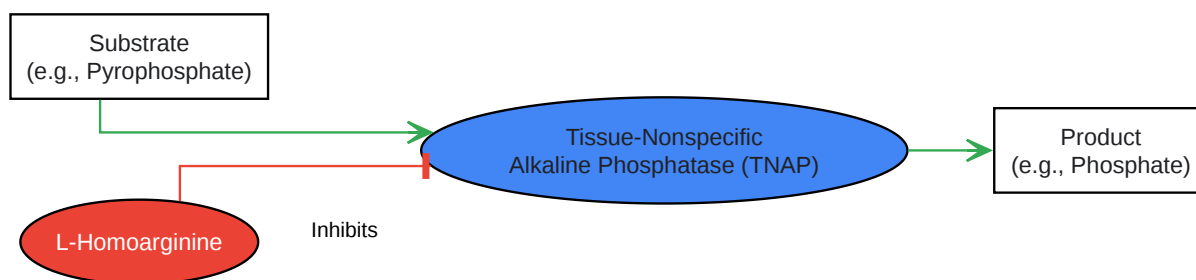 Substrate
(e.g., Pyrophosphate)
Tissue-Nonspecific
Alkaline Phosphatase (TNAP)
Product
(e.g., Phosphate)
L-Homoarginine
Inhibits